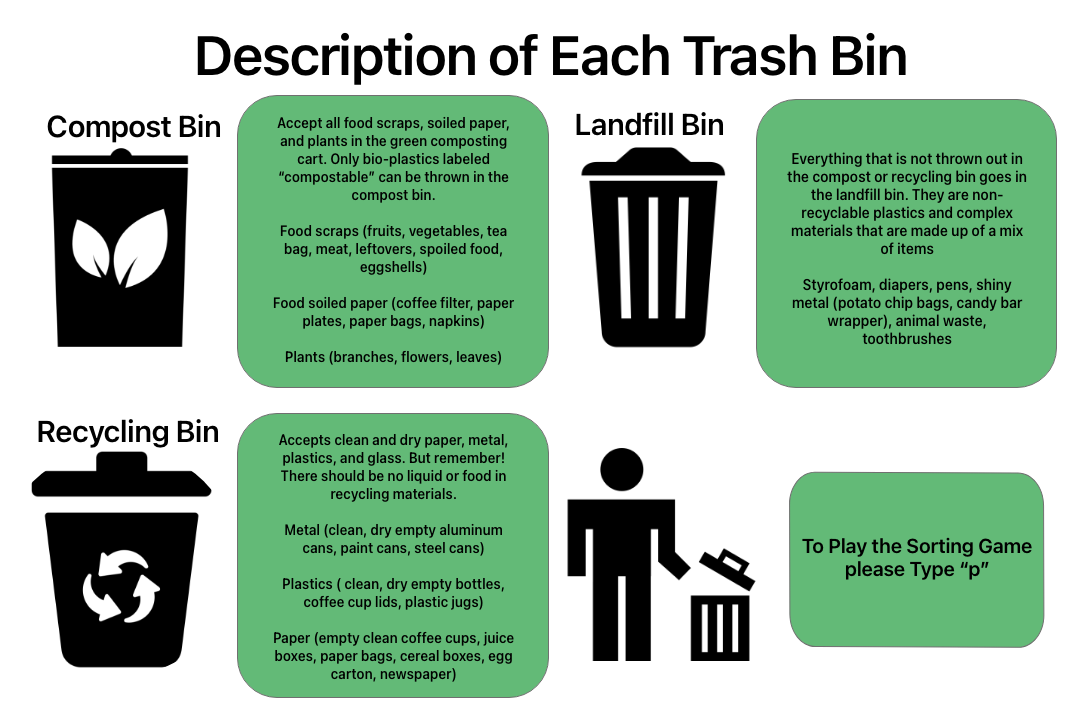 Description of Each Trash Bin
Compost Bin
Accept all food scraps, soiled paper,
and plants in the green composting
cart. Only bio-plastics labeled
“compostable” can be thrown in the
compost bin.
Food scraps (fruits, vegetables, tea
bag, meat, leftovers, spoiled food,
eggshells)
Food soiled paper (coffee filter, paper
plates, paper bags, napkins)
Plants (branches, flowers, leaves)
Landfill Bin
Everything that is not thrown out in
the compost or recycling bin goes in
the landfill bin. They are non-
recyclable plastics and complex
materials that are made up of a mix
of items
Styrofoam, diapers, pens, shiny
metal (potato chip bags, candy bar
wrapper), animal waste,
toothbrushes
Recycling Bin
Accepts clean and dry paper, metal,
plastics, and glass. But remember!
There should be no liquid or food in
recycling materials.
Metal (clean, dry empty aluminum
cans, paint cans, steel cans)
Plastics ( clean, dry empty bottles,
coffee cup lids, plastic jugs)
Paper (empty clean coffee cups, juice
boxes, paper bags, cereal boxes, egg
carton, newspaper)
To Play the Sorting Game
please Type “p”